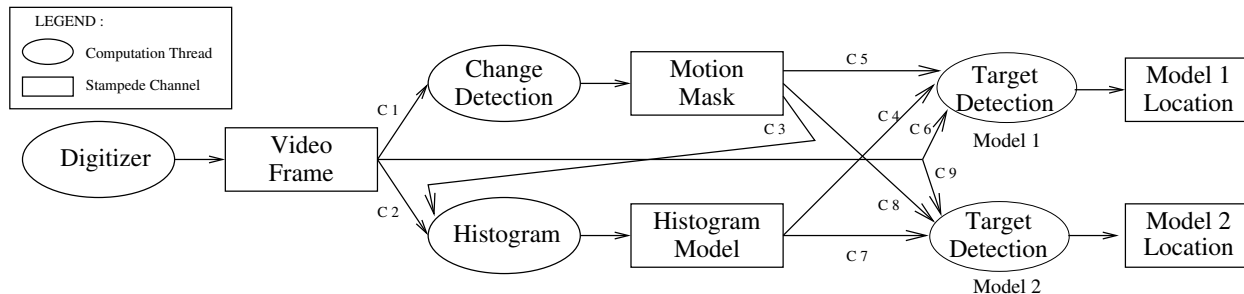 LEGEND :
Computation Thread
Stampede Channel
Digitizer
Video
Frame
C 1
C 2
Change
Detection
Motion
Mask
C 3
Histogram
Histogram
Model
C 5
C 4
C 6
C 9
C 8
C 7
Target
Detection
Model 1
Model 1
Location
Target
Detection
Model 2
Model 2
Location